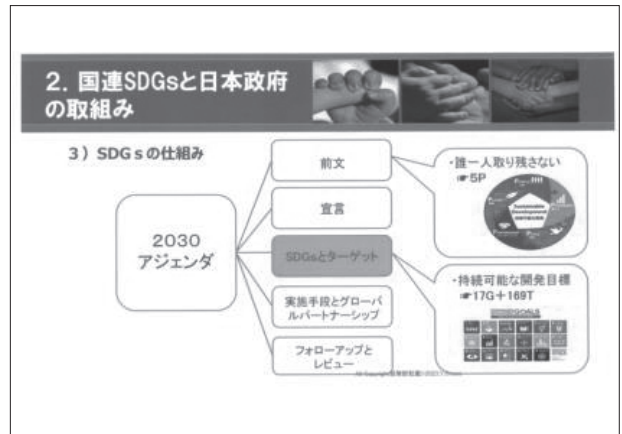 2. 国連SDGsと日本政府
の取組み
3）SDGｓの仕組み
2030
アジェンダ
前文
宣言
SDGsとターゲット
実施手段とグローバ
ルパートナーシップ
フォローアップと
レビュー
・誰一人取り残さない
☞5P
Sustainable
Development
・持続可能な開発目標
☞17G＋169T